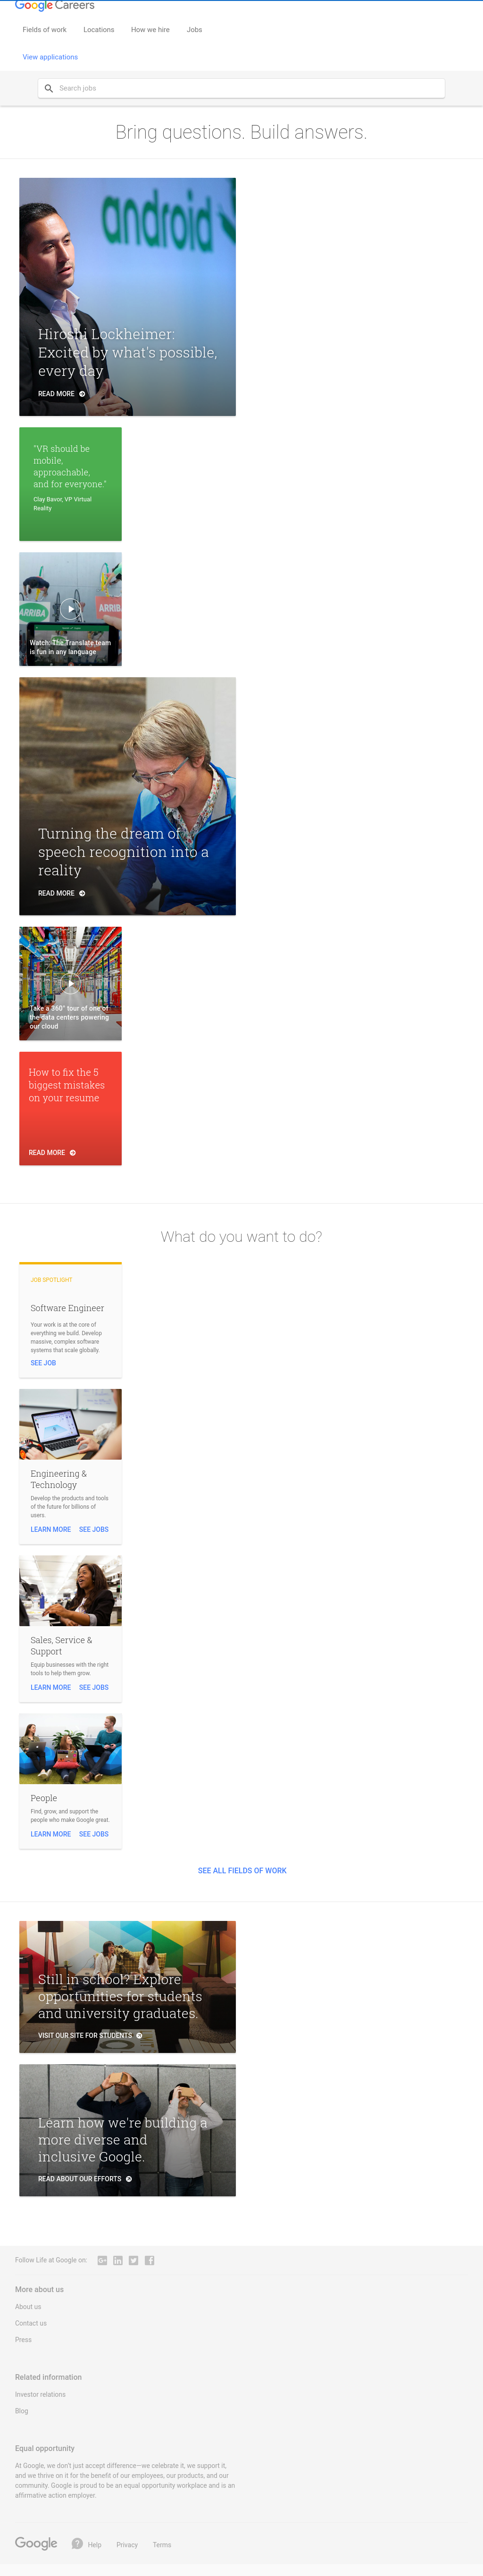 Google Careers
Fields of work Locations How we hire Jobs
View applications
Search jobs
Bring questions. Build answers.
android
Hiroshi Lockheimer:
Excited by what's possible,
every day
READ MORE
"VR should be
mobile,
approachable,
and for everyone."
Clay Bavor, VP Virtual
Reality
ARRIBA
ARRIBA
Watch: The Translate team
is fun in any language
Turning the dream of
speech recognition into a
reality
READ MORE
Take a 360° tour of one of
the data centers powering
our cloud
How to fix the 5
biggest mistakes
on your resume
READ MORE
What do you want to do?
JOB SPOTLIGHT
Software Engineer
Your work is at the core of
everything we build. Develop
massive, complex software
systems that scale globally.
SEE JOB
Engineering &
Technology
Develop the products and tools
of the future for billions of
users.
LEARN MORE SEE JOBS
Sales, Service &
Support
Equip businesses with the right
tools to help them grow.
LEARN MORE SEE JOBS
People
Find, grow, and support the
people who make Google great.
LEARN MORE SEE JOBS
SEE ALL FIELDS OF WORK
Still in school? Explore
opportunities for students
and university graduates.
VISIT OUR SITE FOR STUDENTS
Learn how we're building a
more diverse and
inclusive Google.
READ ABOUT OUR EFFORTS
Follow Life at Google on: G+ in f
More about us
About us
Contact us
Press
Related information
Investor relations
Blog
Equal opportunity
At Google, we don't just accept difference—we celebrate it, we support it,
and we thrive on it for the benefit of our employees, our products, and our
community. Google is proud to be an equal opportunity workplace and is an
affirmative action employer.
Google ? Help Privacy Terms